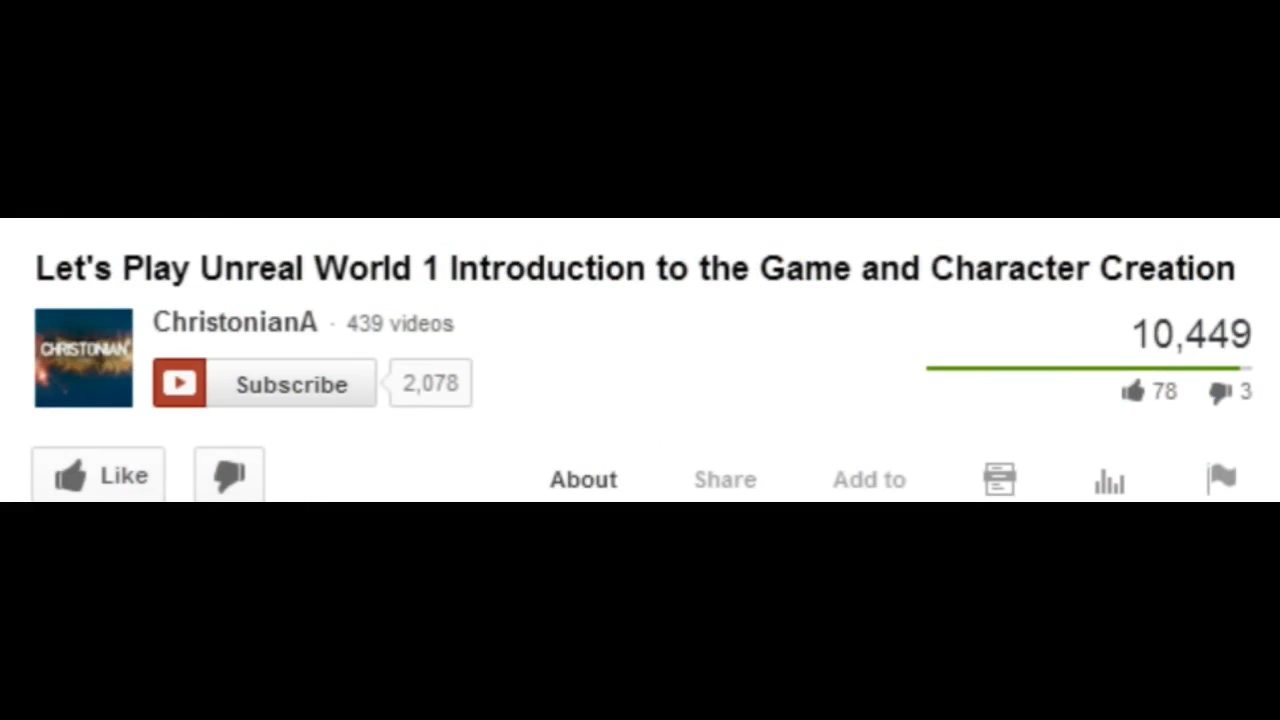 Let's Play Unreal World 1 Introduction to the Game and Character Creation
CHRISTONIAN
ChristonianA · 439 videos
Subscribe 2,078
10,449
78 3
Like
About Share Add to